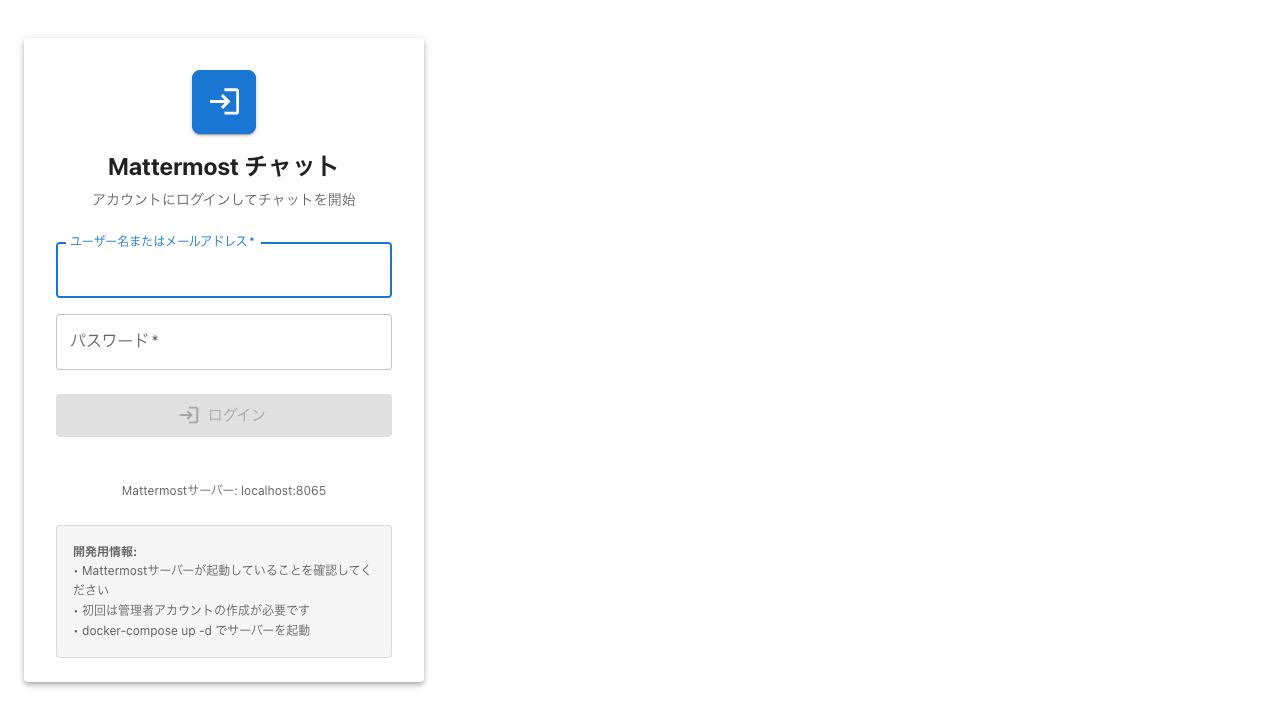 Mattermost チャット
アカウントにログインしてチャットを開始
ユーザー名またはメールアドレス *
パスワード *
ログイン
Mattermostサーバー: localhost:8065
開発用情報:
• Mattermostサーバーが起動していることを確認してく
ださい
• 初回は管理者アカウントの作成が必要です
• docker-compose up -d でサーバーを起動